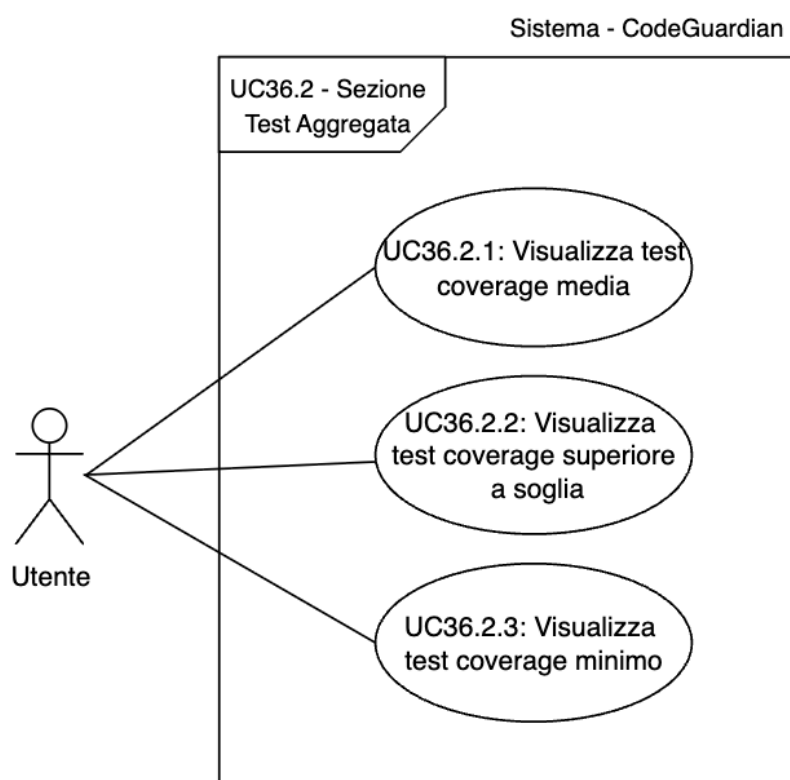 Sistema - CodeGuardian
UC36.2 - Sezione
Test Aggregata
UC36.2.1: Visualizza test
coverage media
UC36.2.2: Visualizza
test coverage superiore
a soglia
Utente
UC36.2.3: Visualizza
test coverage minimo